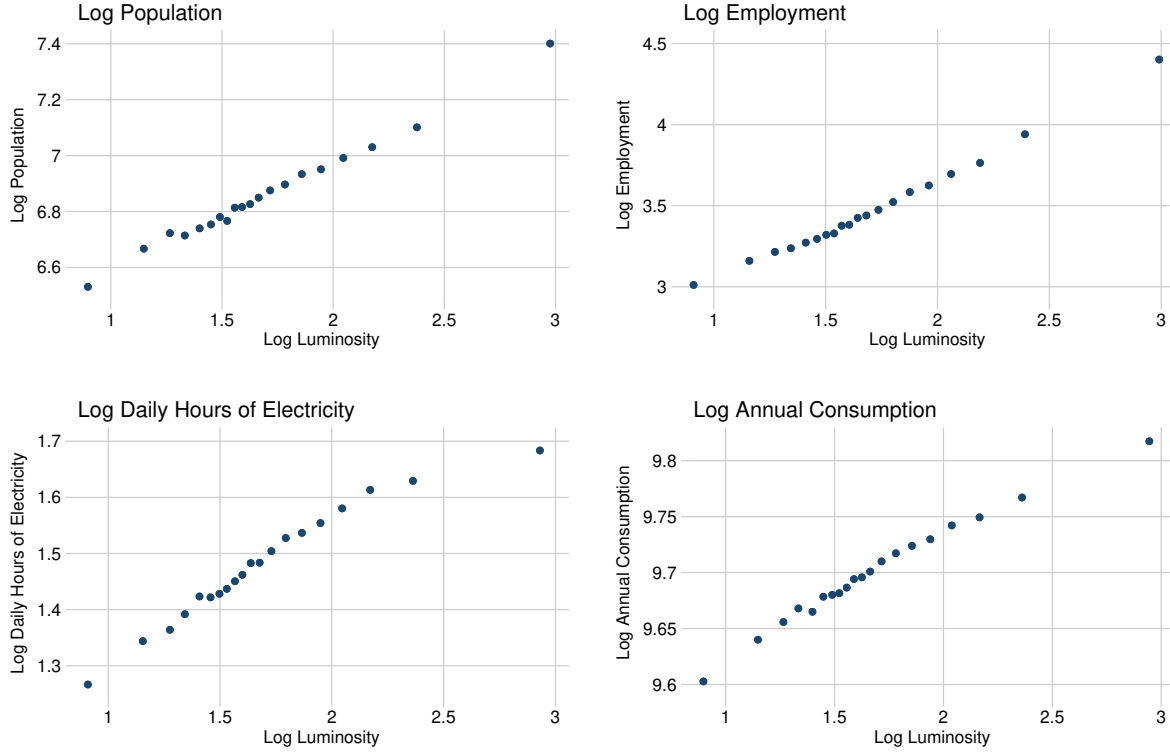 Log Population
Log Population
7.4
7.2
7
6.8
6.6
1 1.5 2 2.5 3
Log Luminosity
Log Employment
Log Employment
4.5
4
3.5
3
1 1.5 2 2.5 3
Log Luminosity
Log Daily Hours of Electricity
Log Daily Hours of Electricity
1.7
1.6
1.5
1.4
1.3
1 1.5 2 2.5 3
Log Luminosity
Log Annual Consumption
Log Annual Consumption
9.8
9.75
9.7
9.65
9.6
1 1.5 2 2.5 3
Log Luminosity